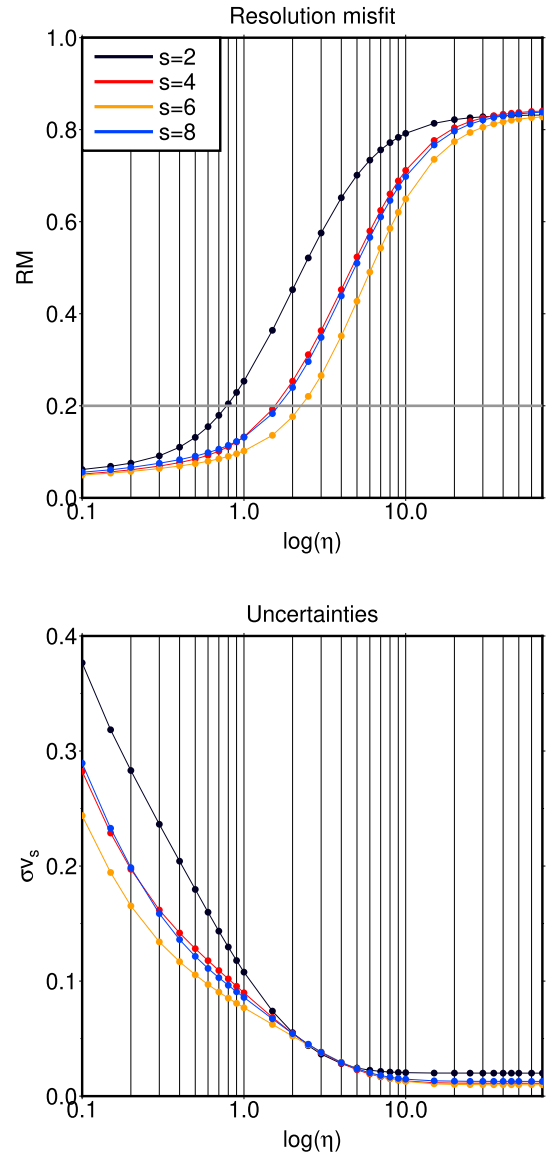 Resolution misfit
1.0
s=2
s=4
0.8
s=6
s=8
0.6
RM
0.4
0.2
0.0
0.1 1.0 10.0
log(η)
Uncertainties
0.4
0.3
σvₛ
0.2
0.1
0.0
0.1 1.0 10.0
log(η)